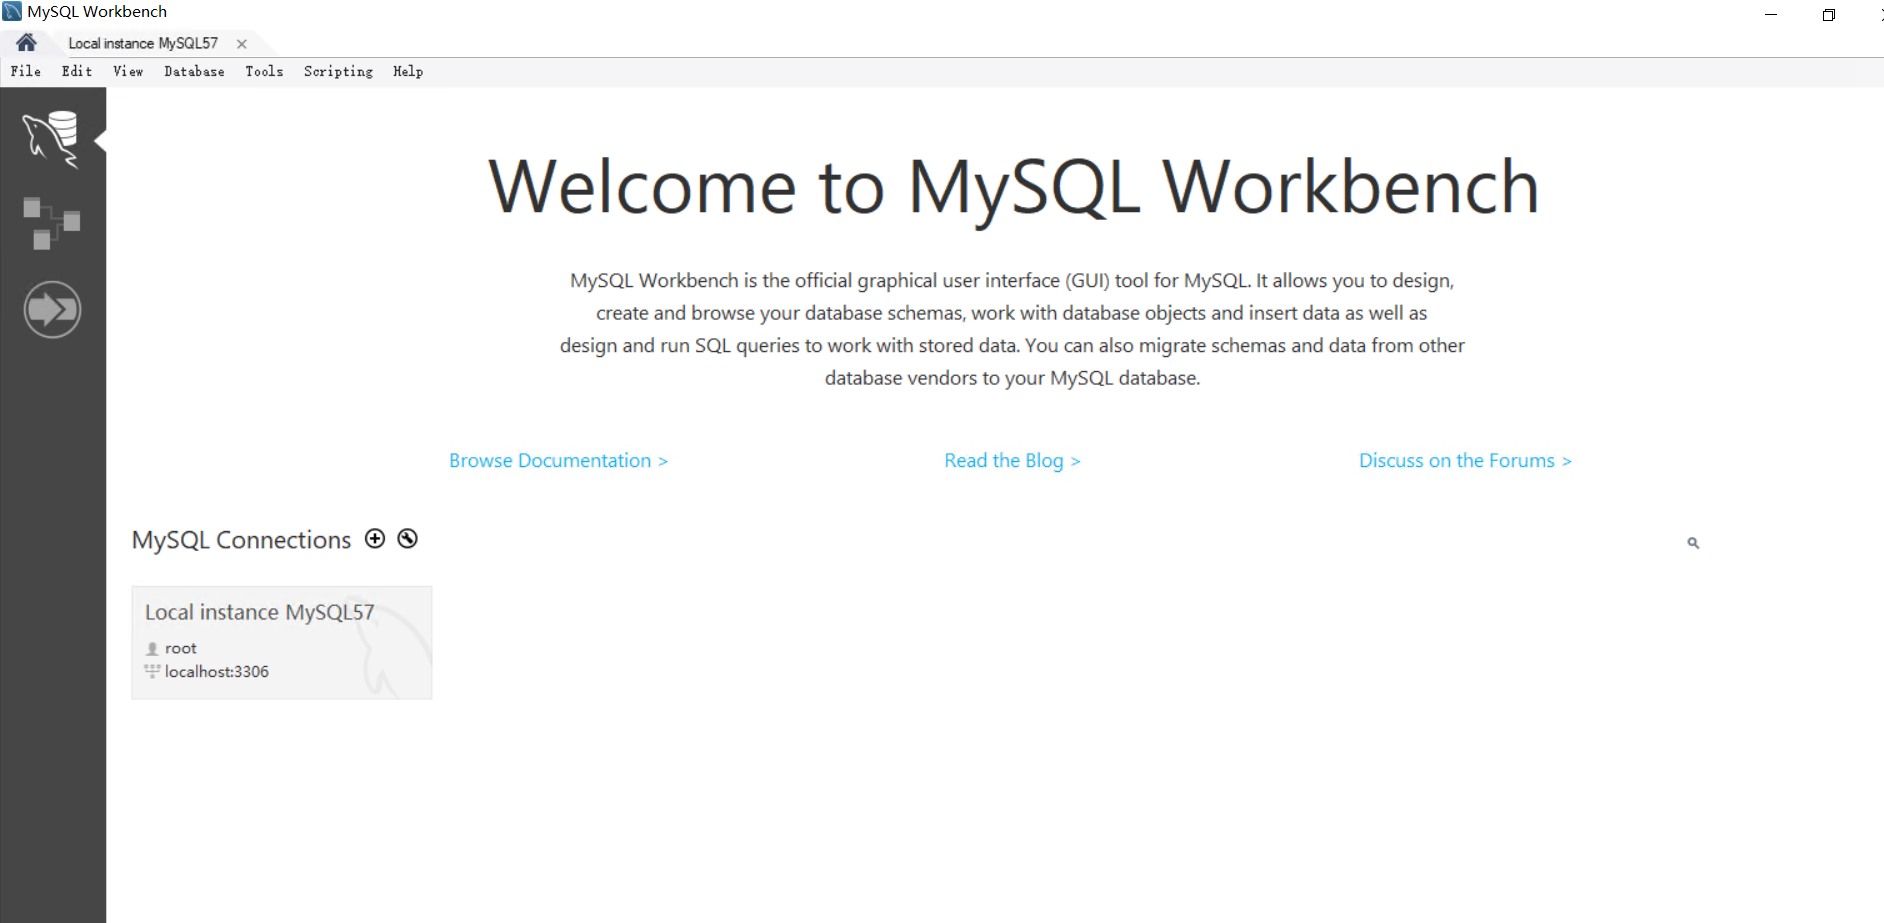 MySQL Workbench
Local instance MySQL57
File Edit View Database Tools Scripting Help
Welcome to MySQL Workbench
MySQL Workbench is the official graphical user interface (GUI) tool for MySQL. It allows you to design,
create and browse your database schemas, work with database objects and insert data as well as
design and run SQL queries to work with stored data. You can also migrate schemas and data from other
database vendors to your MySQL database.
Browse Documentation > Read the Blog > Discuss on the Forums >
MySQL Connections
Local instance MySQL57
root
localhost:3306